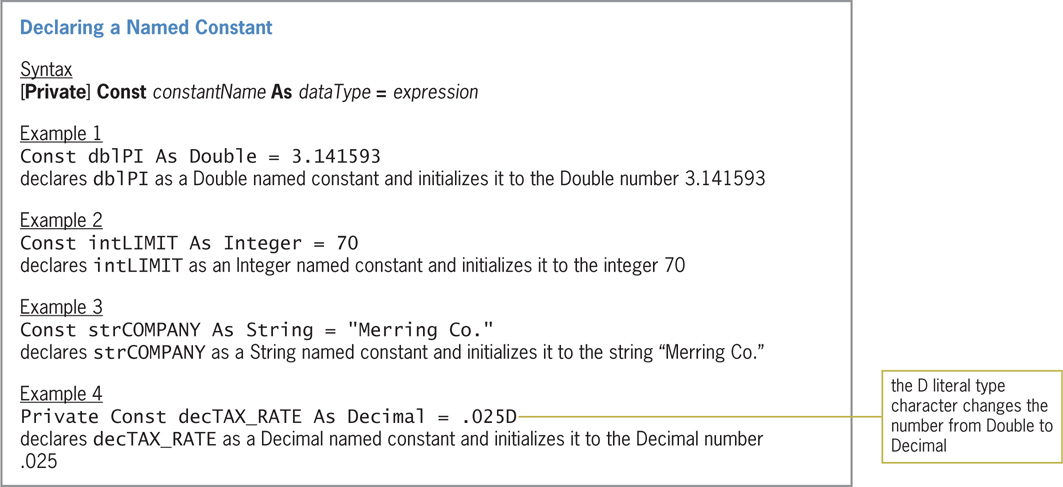 Declaring a Named Constant
Syntax
[Private] Const constantName As dataType = expression
Example 1
Const dblPI As Double = 3.141593
declares dblPI as a Double named constant and initializes it to the Double number 3.141593
Example 2
Const intLIMIT As Integer = 70
declares intLIMIT as an Integer named constant and initializes it to the integer 70
Example 3
Const strCOMPANY As String = "Merring Co."
declares strCOMPANY as a String named constant and initializes it to the string “Merring Co.”
Example 4
Private Const decTAX_RATE As Decimal = .025D
declares decTAX_RATE as a Decimal named constant and initializes it to the Decimal number
.025
the D literal type
character changes the
number from Double to
Decimal